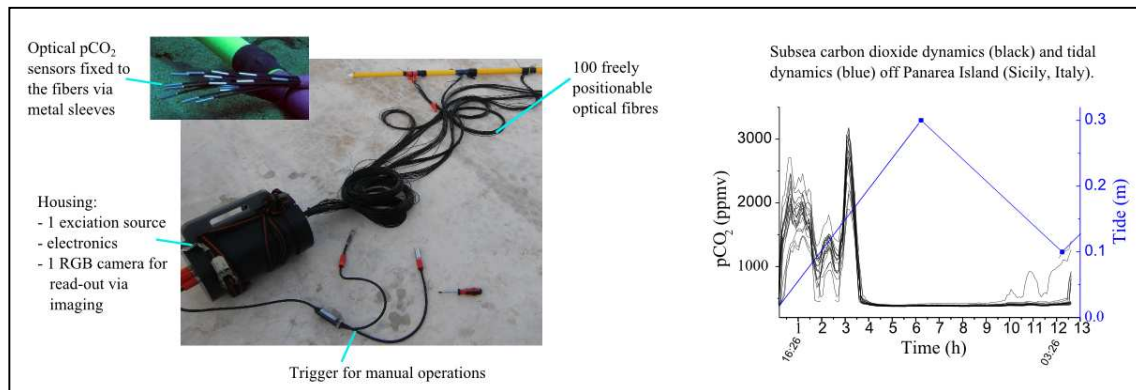 Optical pCO₂
sensors fixed to
the fibers via
metal sleeves
100 freely
positionable
optical fibres
Housing:
- 1 exciation source
- electronics
- 1 RGB camera for
read-out via
imaging
Trigger for manual operations
Subsea carbon dioxide dynamics (black) and tidal
dynamics (blue) off Panarea Island (Sicily, Italy).
pCO₂ (ppmv)
3000
2000
1000
0.3
0.2
0.1
0.0
Tide (m)
1 2 3 4 5 6 7 8 9 10 11 12 13
16:26
03:26
Time (h)